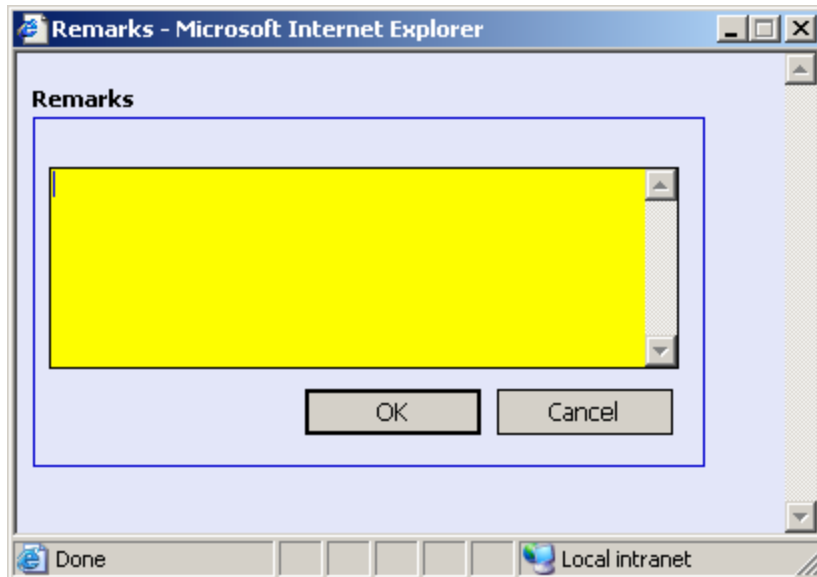 Remarks - Microsoft Internet Explorer
Remarks
OK Cancel
Done Local intranet